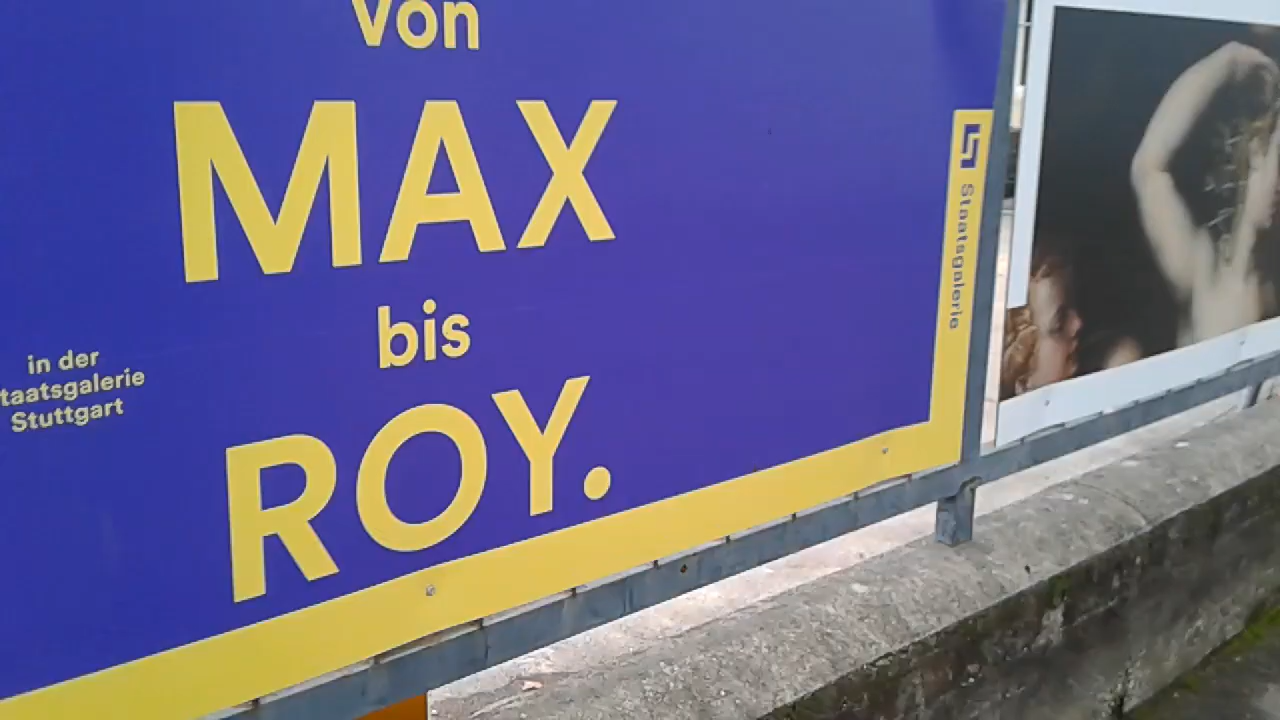 Von
MAX
bis
ROY.
in der
taatsgalerie
Stuttgart
Staatsgalerie